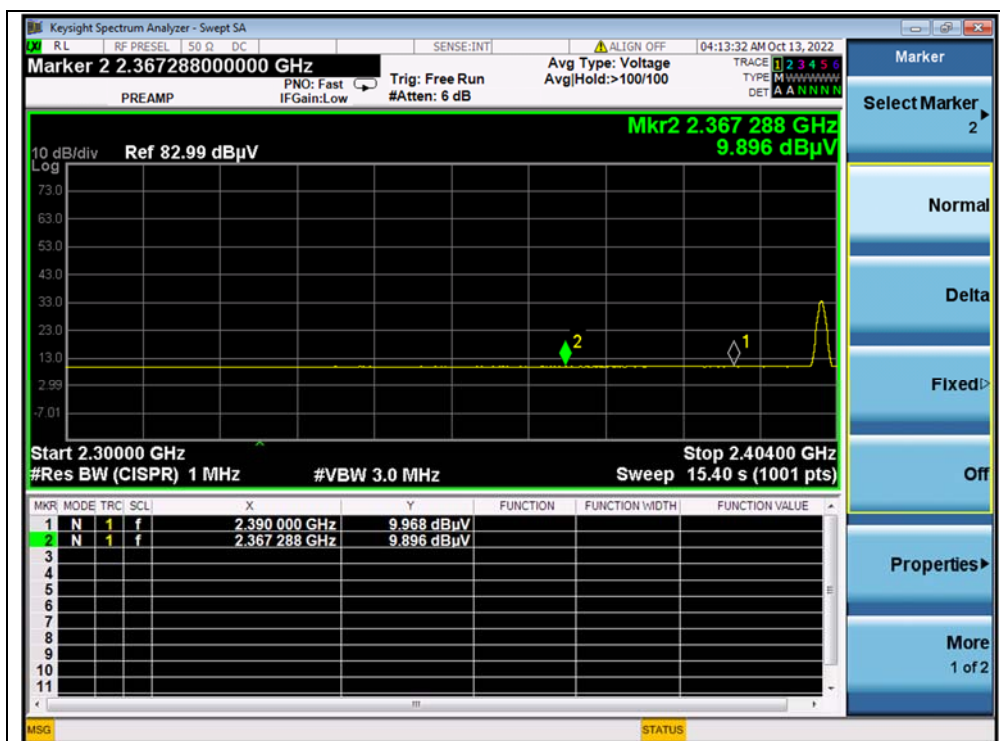 Keysight Spectrum Analyzer - Swept SA
LXI RL RF PRESEL 50 Ω DC SENSE:INT ALIGN OFF 04:13:32 AM Oct 13, 2022
Marker 2 2.367288000000 GHz
PREAMP
PNO: Fast
IFGain:Low
Trig: Free Run
#Atten: 6 dB
Avg Type: Voltage
Avg|Hold:>100/100
TRACE 1 2 3 4 5 6
TYPE M W W W W W
DET A A N N N N
Mkr2 2.367 288 GHz
9.896 dBµV
10 dB/div Ref 82.99 dBµV
Log
73.0
63.0
53.0
43.0
33.0
23.0
13.0
2.99
-7.01
2
1
Start 2.30000 GHz Stop 2.40400 GHz
#Res BW (CISPR) 1 MHz #VBW 3.0 MHz Sweep 15.40 s (1001 pts)
MKR MODE TRC SCL X Y FUNCTION FUNCTION WIDTH FUNCTION VALUE
1 N 1 f 2.390 000 GHz 9.968 dBµV
2 N 1 f 2.367 288 GHz 9.896 dBµV
3
4
5
6
7
8
9
10
11
MSG STATUS
Marker
Select Marker
2
Normal
Delta
Fixed
Off
Properties
More
1 of 2